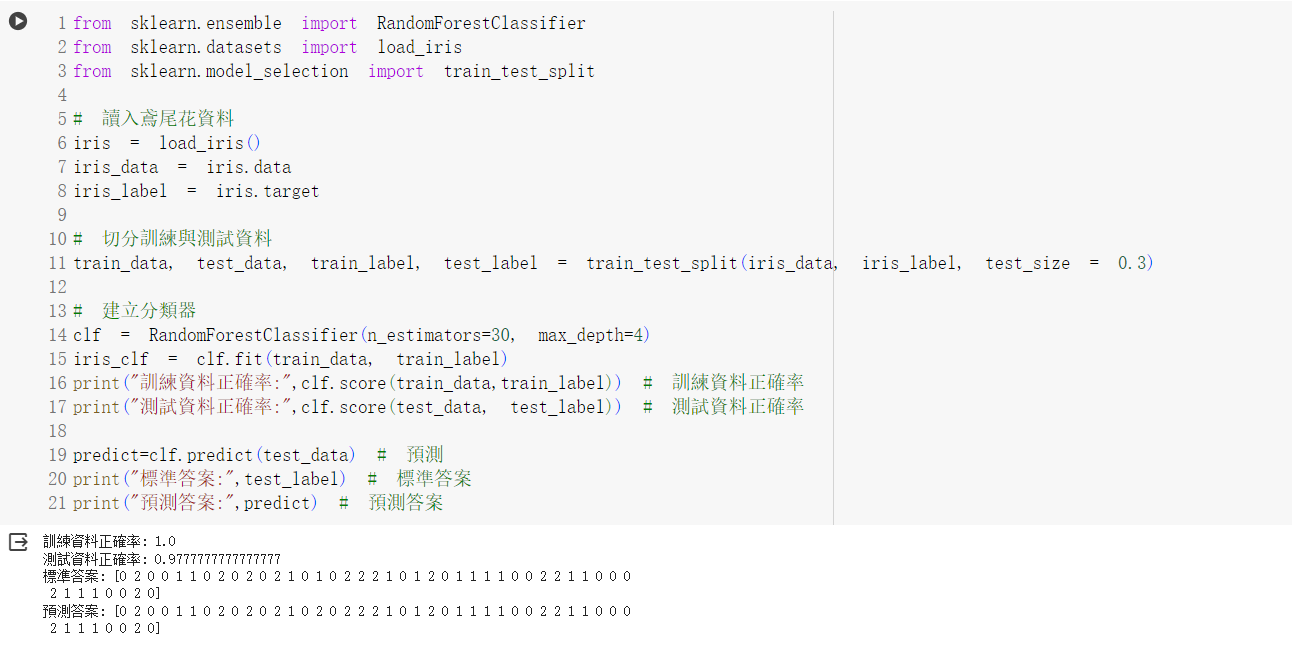 1 from sklearn.ensemble import RandomForestClassifier
2 from sklearn.datasets import load_iris
3 from sklearn.model_selection import train_test_split
4
5 # 讀入鳶尾花資料
6 iris = load_iris()
7 iris_data = iris.data
8 iris_label = iris.target
9
10 # 切分訓練與測試資料
11 train_data, test_data, train_label, test_label = train_test_split(iris_data, iris_label, test_size = 0.3)
12
13 # 建立分類器
14 clf = RandomForestClassifier(n_estimators=30, max_depth=4)
15 iris_clf = clf.fit(train_data, train_label)
16 print("訓練資料正確率:",clf.score(train_data,train_label)) # 訓練資料正確率
17 print("測試資料正確率:",clf.score(test_data, test_label)) # 測試資料正確率
18
19 predict=clf.predict(test_data) # 預測
20 print("標準答案:",test_label) # 標準答案
21 print("預測答案:",predict) # 預測答案
訓練資料正確率: 1.0
測試資料正確率: 0.9777777777777777
標準答案: [0 2 0 0 1 1 0 2 0 2 0 2 1 0 1 0 2 2 2 1 0 1 2 0 1 1 1 1 0 0 2 2 1 1 0 0 0
2 1 1 1 0 0 2 0]
預測答案: [0 2 0 0 1 1 0 2 0 2 0 2 1 0 2 0 2 2 2 1 0 1 2 0 1 1 1 1 0 0 2 2 1 1 0 0 0
2 1 1 1 0 0 2 0]